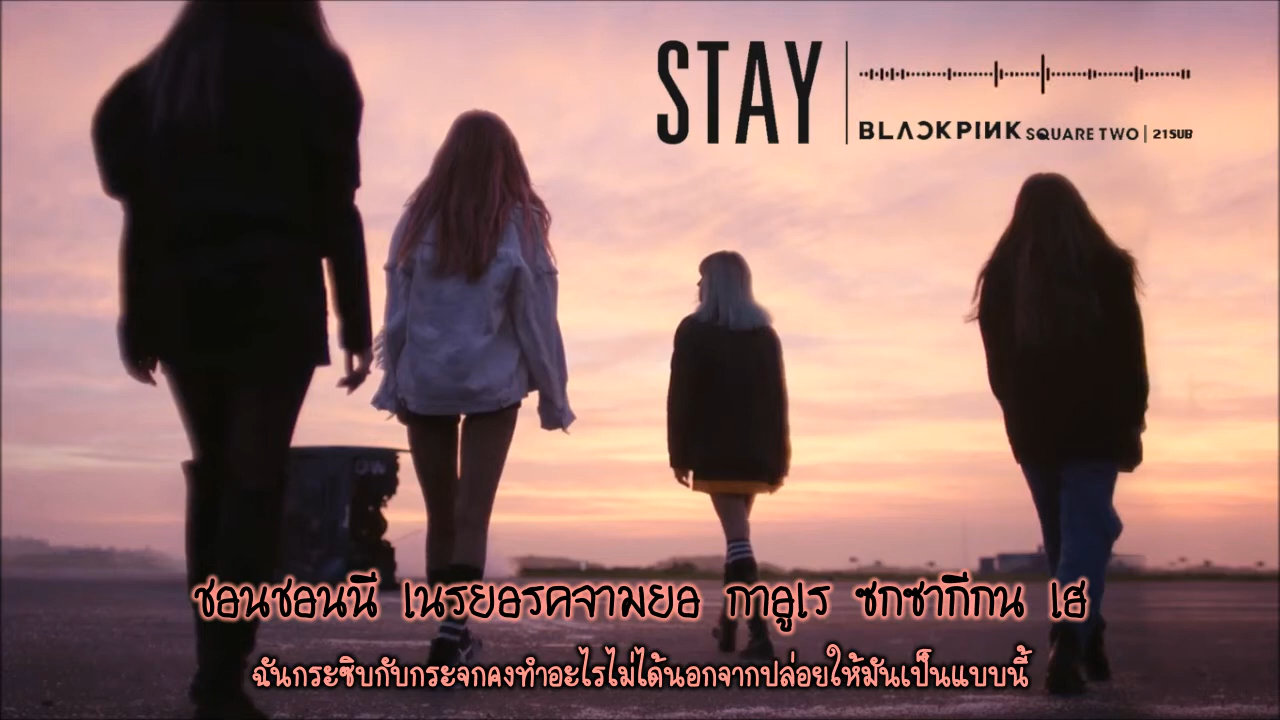 STAY
BLACKPINK SQUARE TWO | 21SUB
ชอนชอนนี เนรยอรคจามยอ กาอูเร ซกซากีกน เฮ
ฉันกระซิบกับกระจกคงทำอะไรไม่ได้นอกจากปล่อยให้มันเป็นแบบนี้